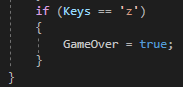 if (Keys == 'z')
{
GameOver = true;
}
}